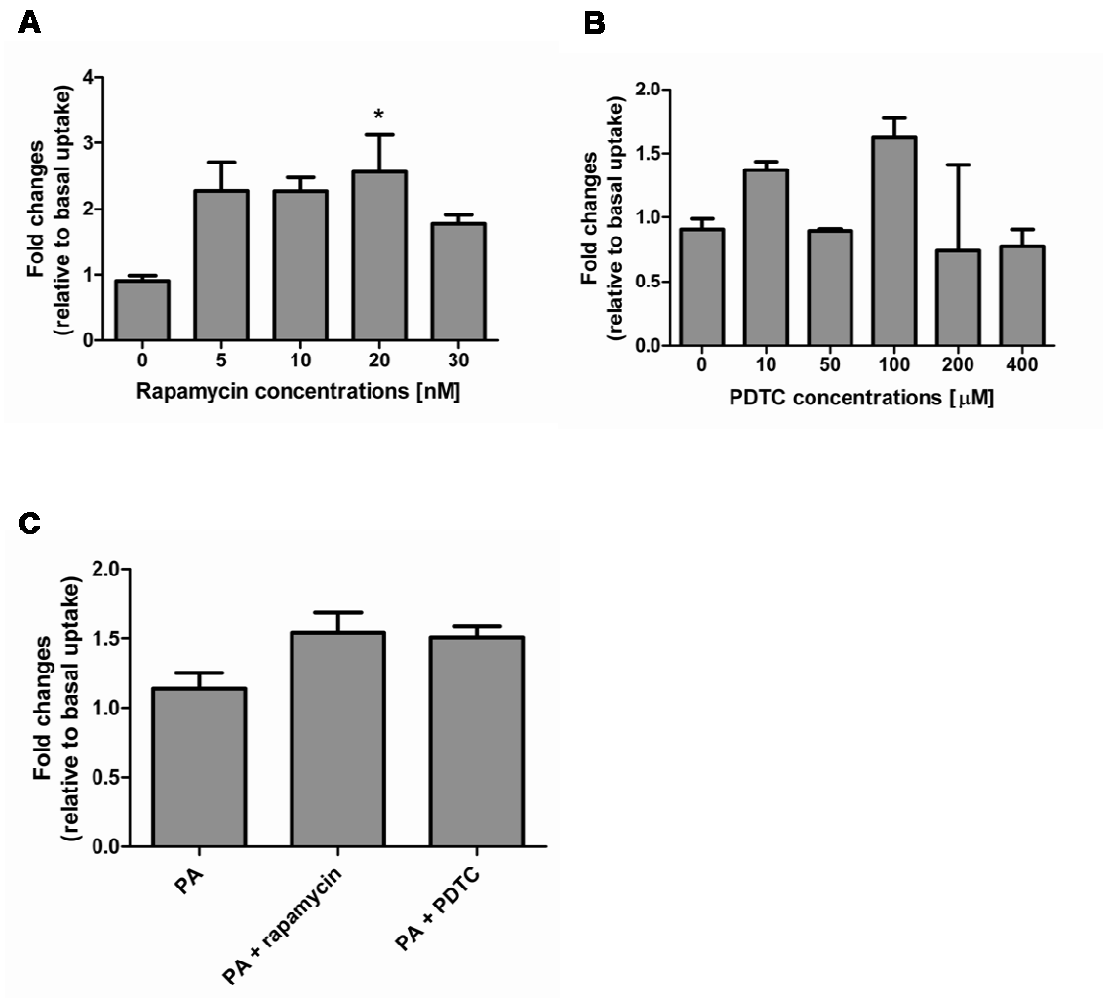 A
Fold changes
(relative to basal uptake)
4
3
2
1
0
*
0 5 10 20 30
Rapamycin concentrations [nM]
B
Fold changes
(relative to basal uptake)
2.0
1.5
1.0
0.5
0.0
0 10 50 100 200 400
PDTC concentrations [μM]
C
Fold changes
(relative to basal uptake)
2.0
1.5
1.0
0.5
0.0
PA
PA + rapamycin
PA + PDTC